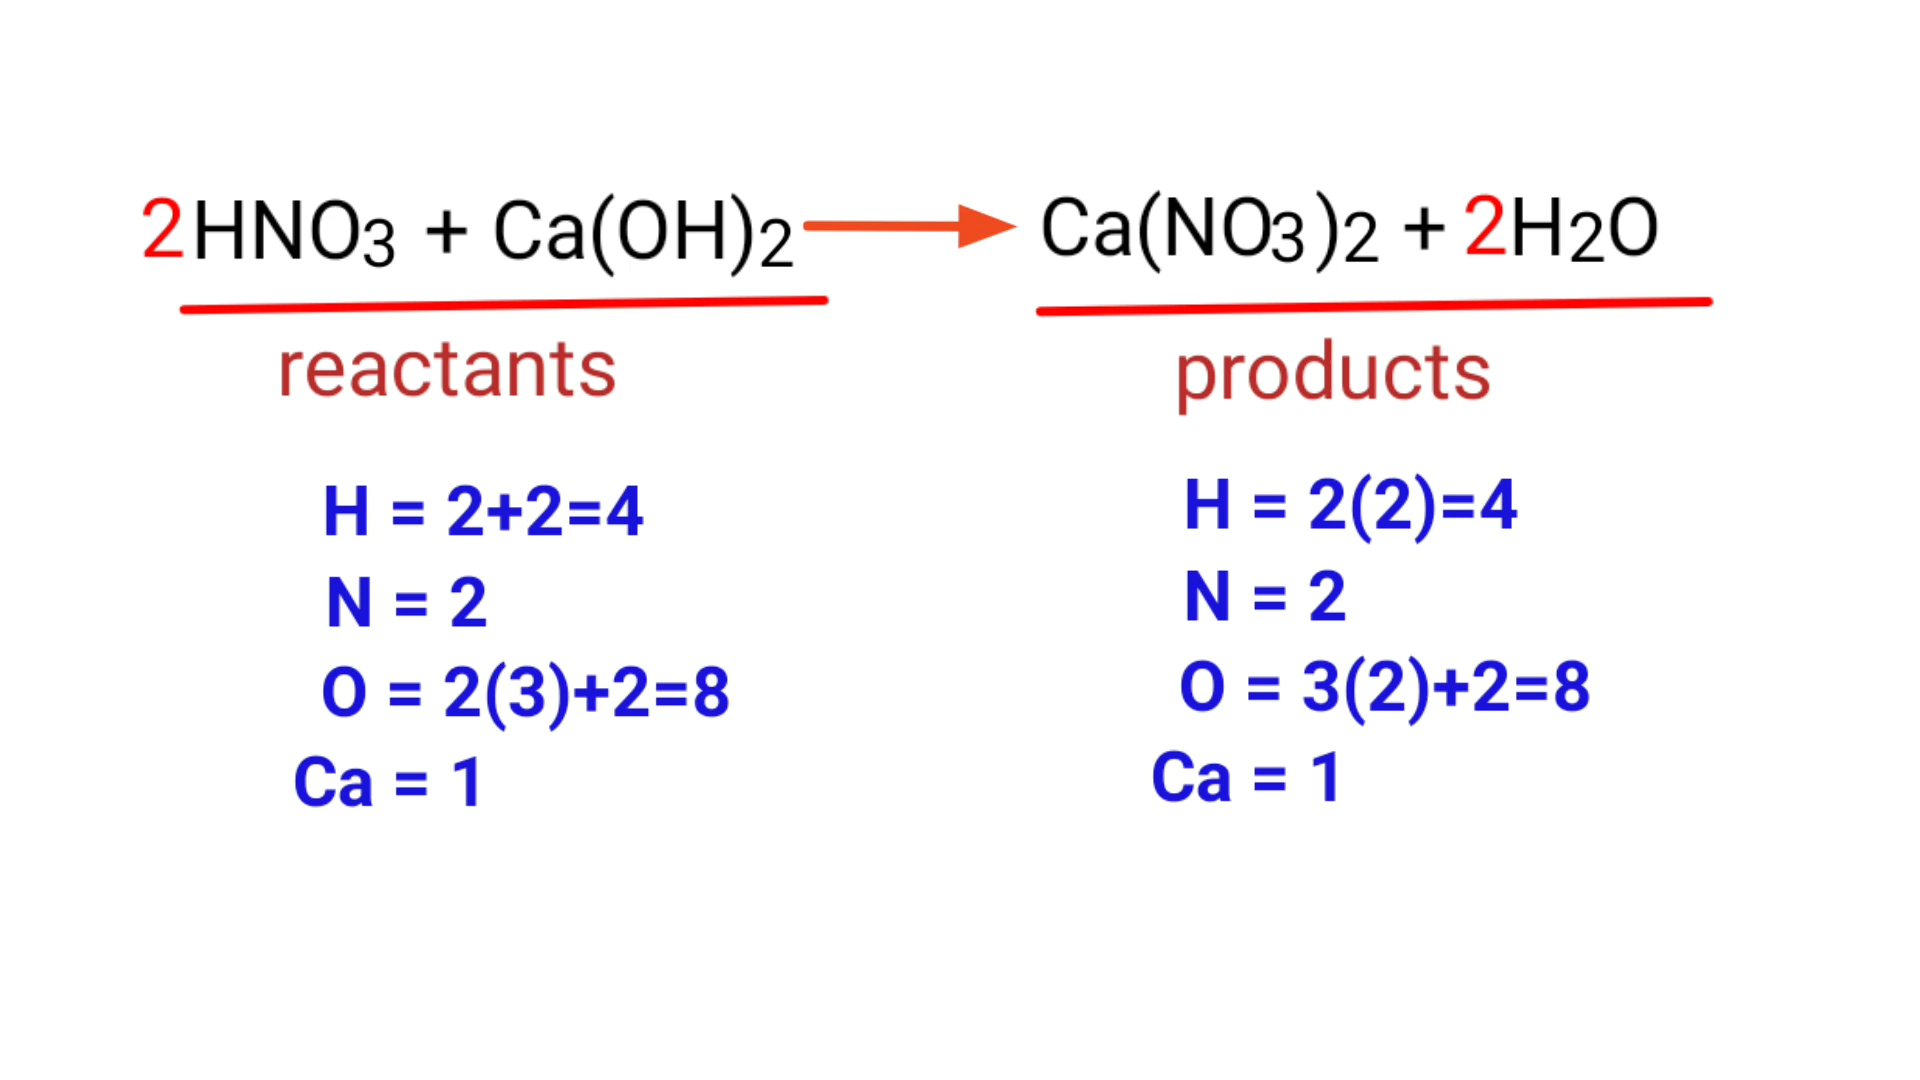 2HNO3 + Ca(OH)2 → Ca(NO3)2 + 2H2O
reactants
products
H = 2+2=4
N = 2
O = 2(3)+2=8
Ca = 1
H = 2(2)=4
N = 2
O = 3(2)+2=8
Ca = 1